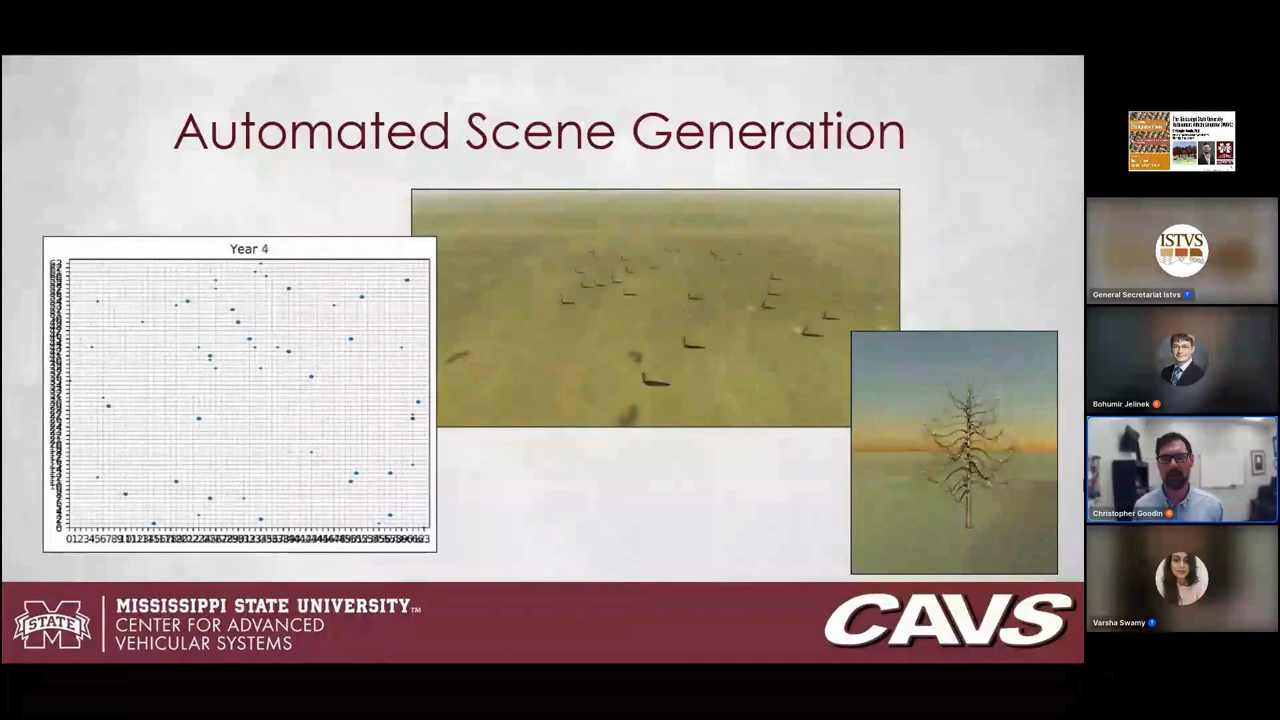 Automated Scene Generation
Year 4
MISSISSIPPI STATE UNIVERSITY™
CENTER FOR ADVANCED
VEHICULAR SYSTEMS
STATE
CAVS
ISTVS
General Secretariat Istvs
Bohumir Jelinek
Christopher Goodin
Varsha Swamy